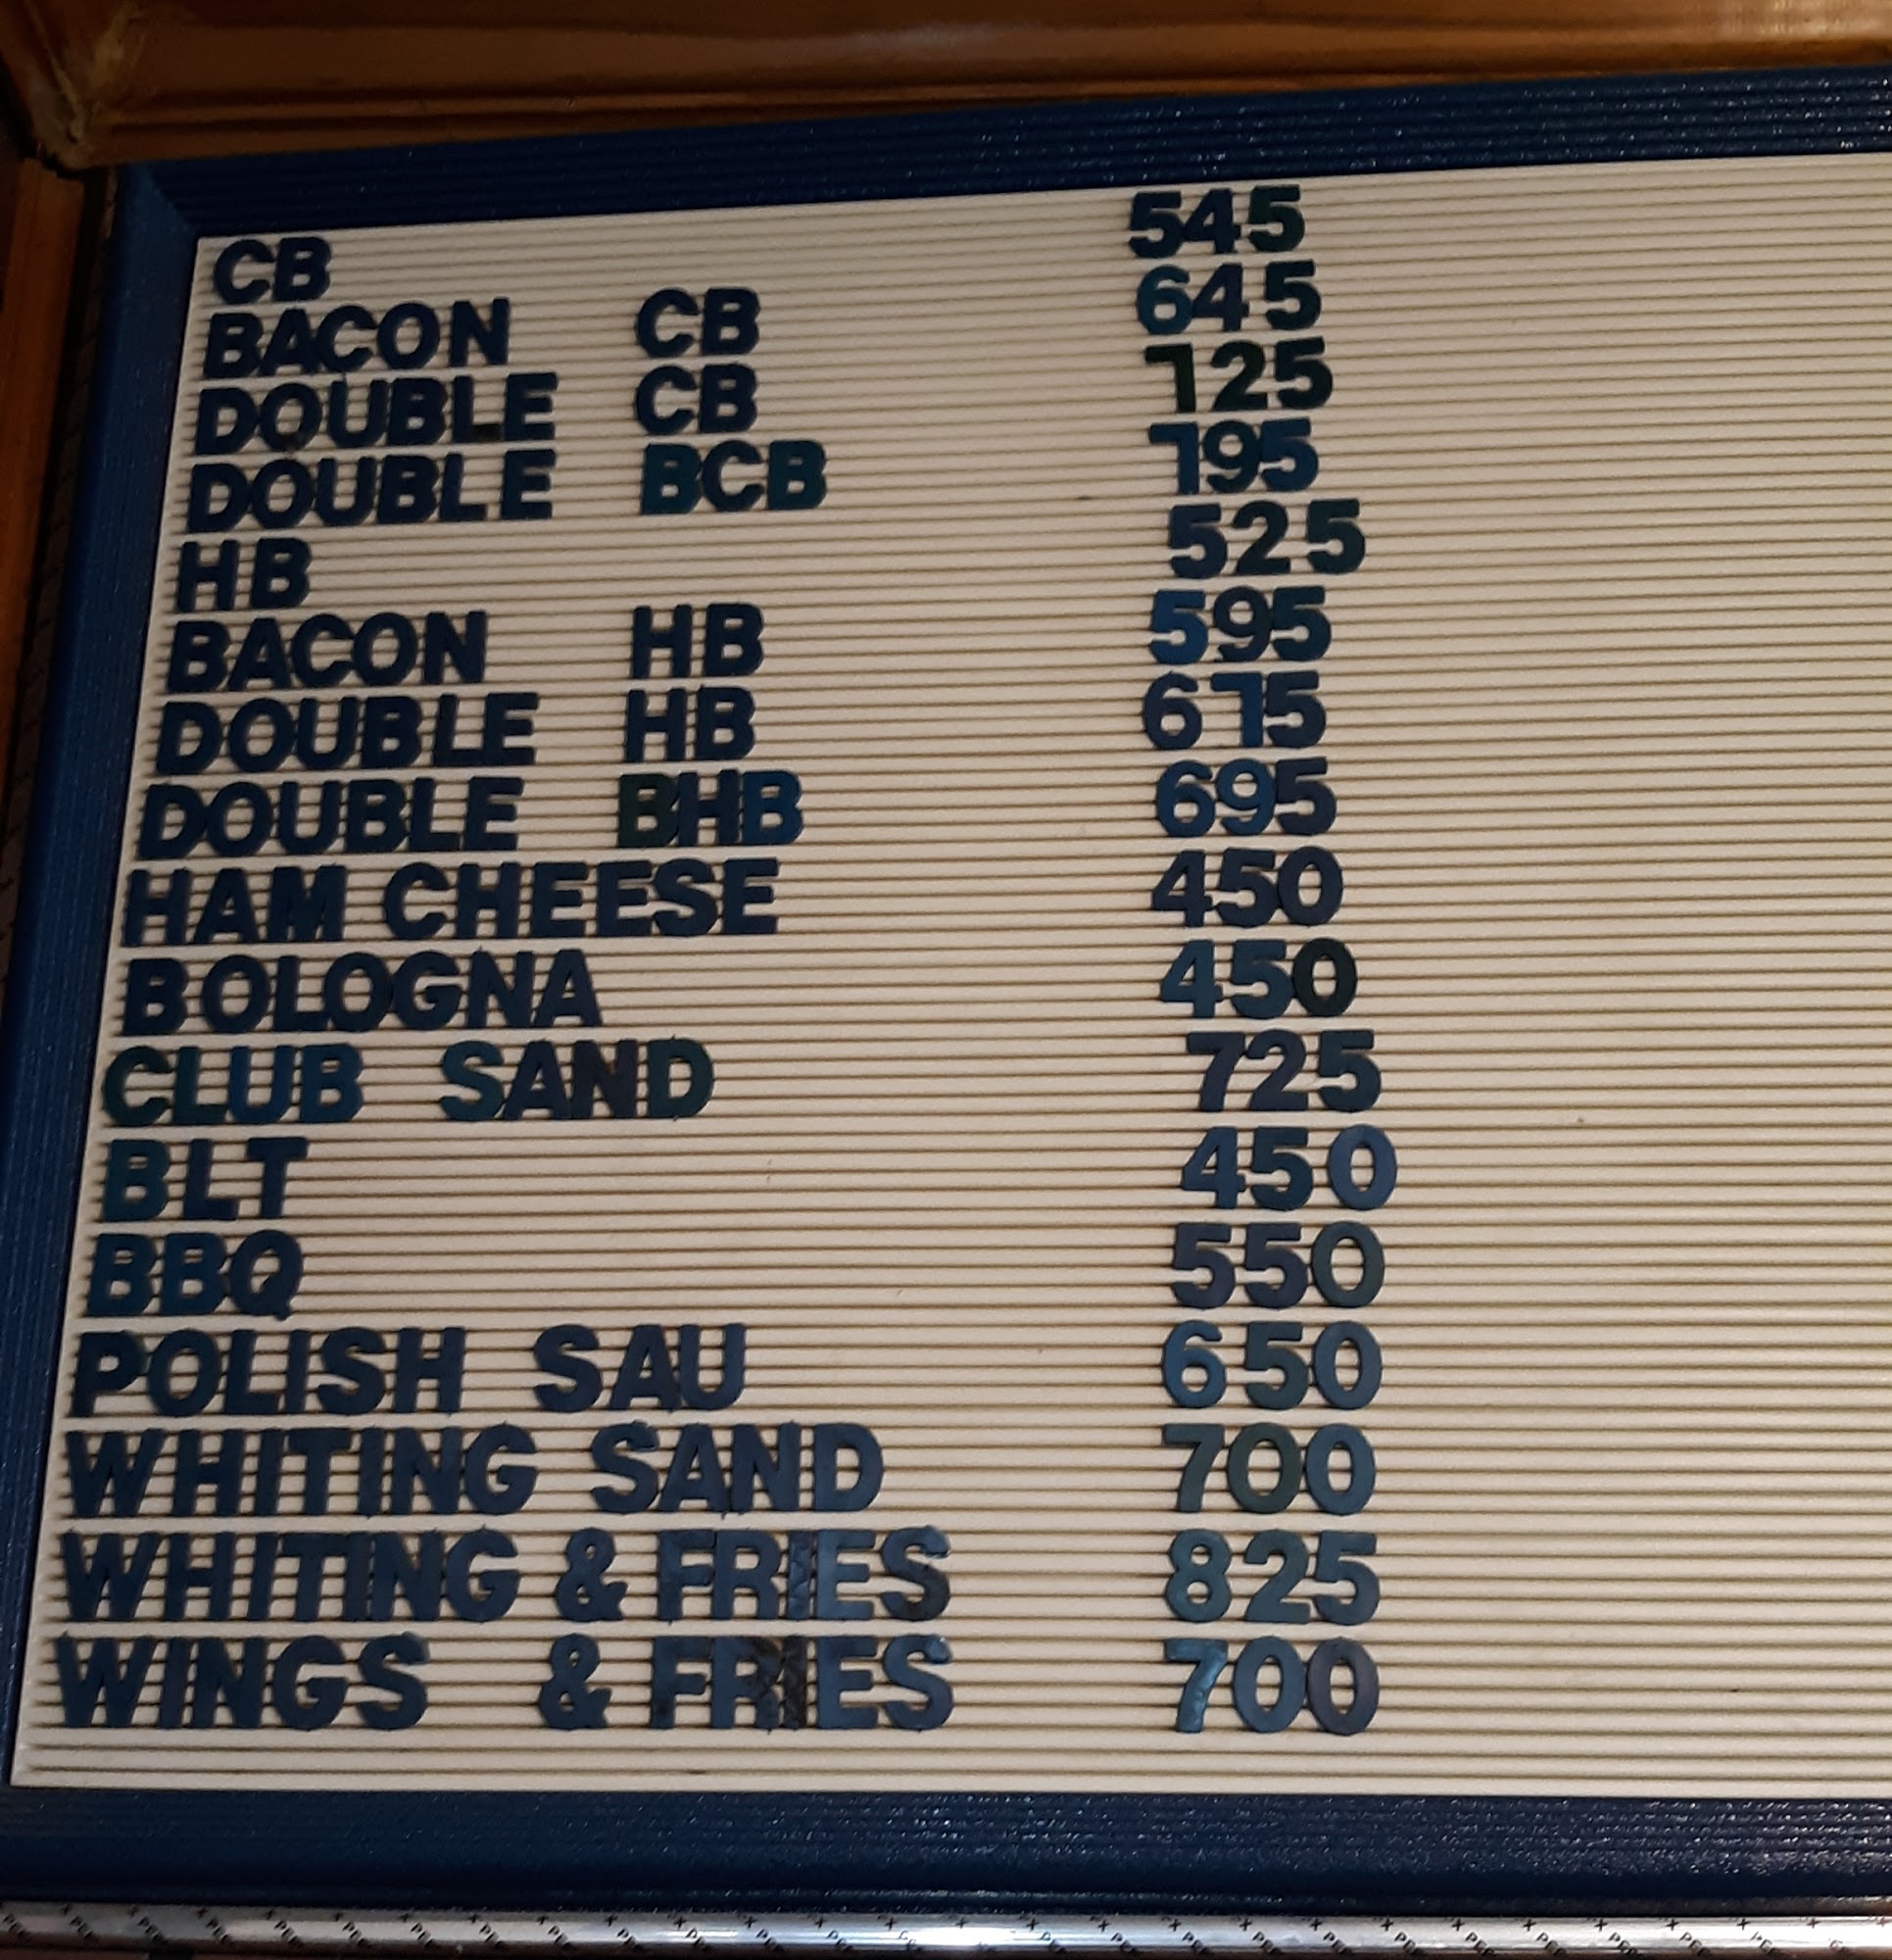 CB 545
BACON CB 645
DOUBLE CB 725
DOUBLE BCB 795
HB 525
BACON HB 595
DOUBLE HB 675
DOUBLE BHB 695
HAM CHEESE 450
BOLOGNA 450
CLUB SAND 725
BLT 450
BBQ 550
POLISH SAU 650
WHITING SAND 700
WHITING & FRIES 825
WINGS & FRIES 700